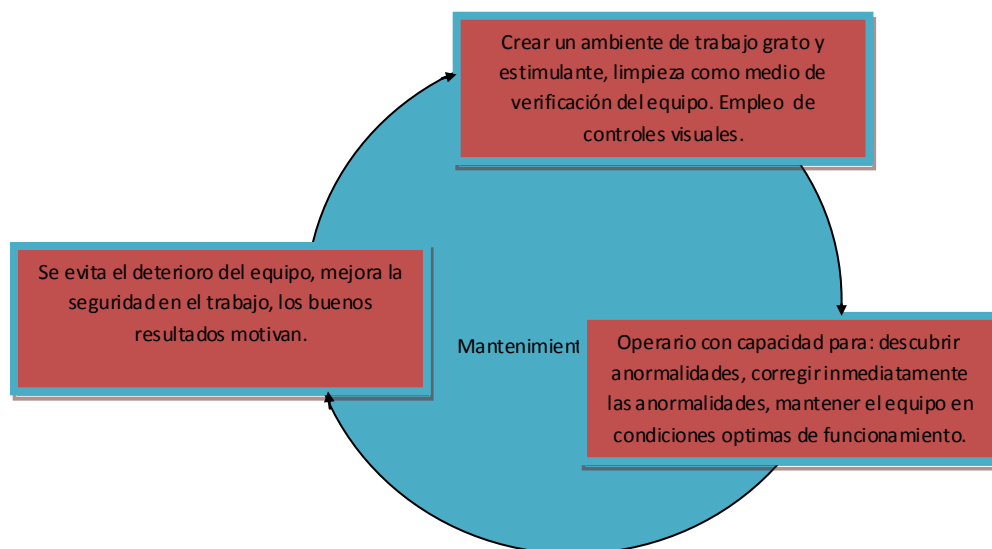 Crear un ambiente de trabajo grato y
estimulante, limpieza como medio de
verificación del equipo. Empleo de
controles visuales.
Se evita el deterioro del equipo, mejora la
seguridad en el trabajo, los buenos
resultados motivan.
Mantenimient
Operario con capacidad para: descubrir
anormalidades, corregir inmediatamente
las anormalidades, mantener el equipo en
condiciones optimas de funcionamiento.